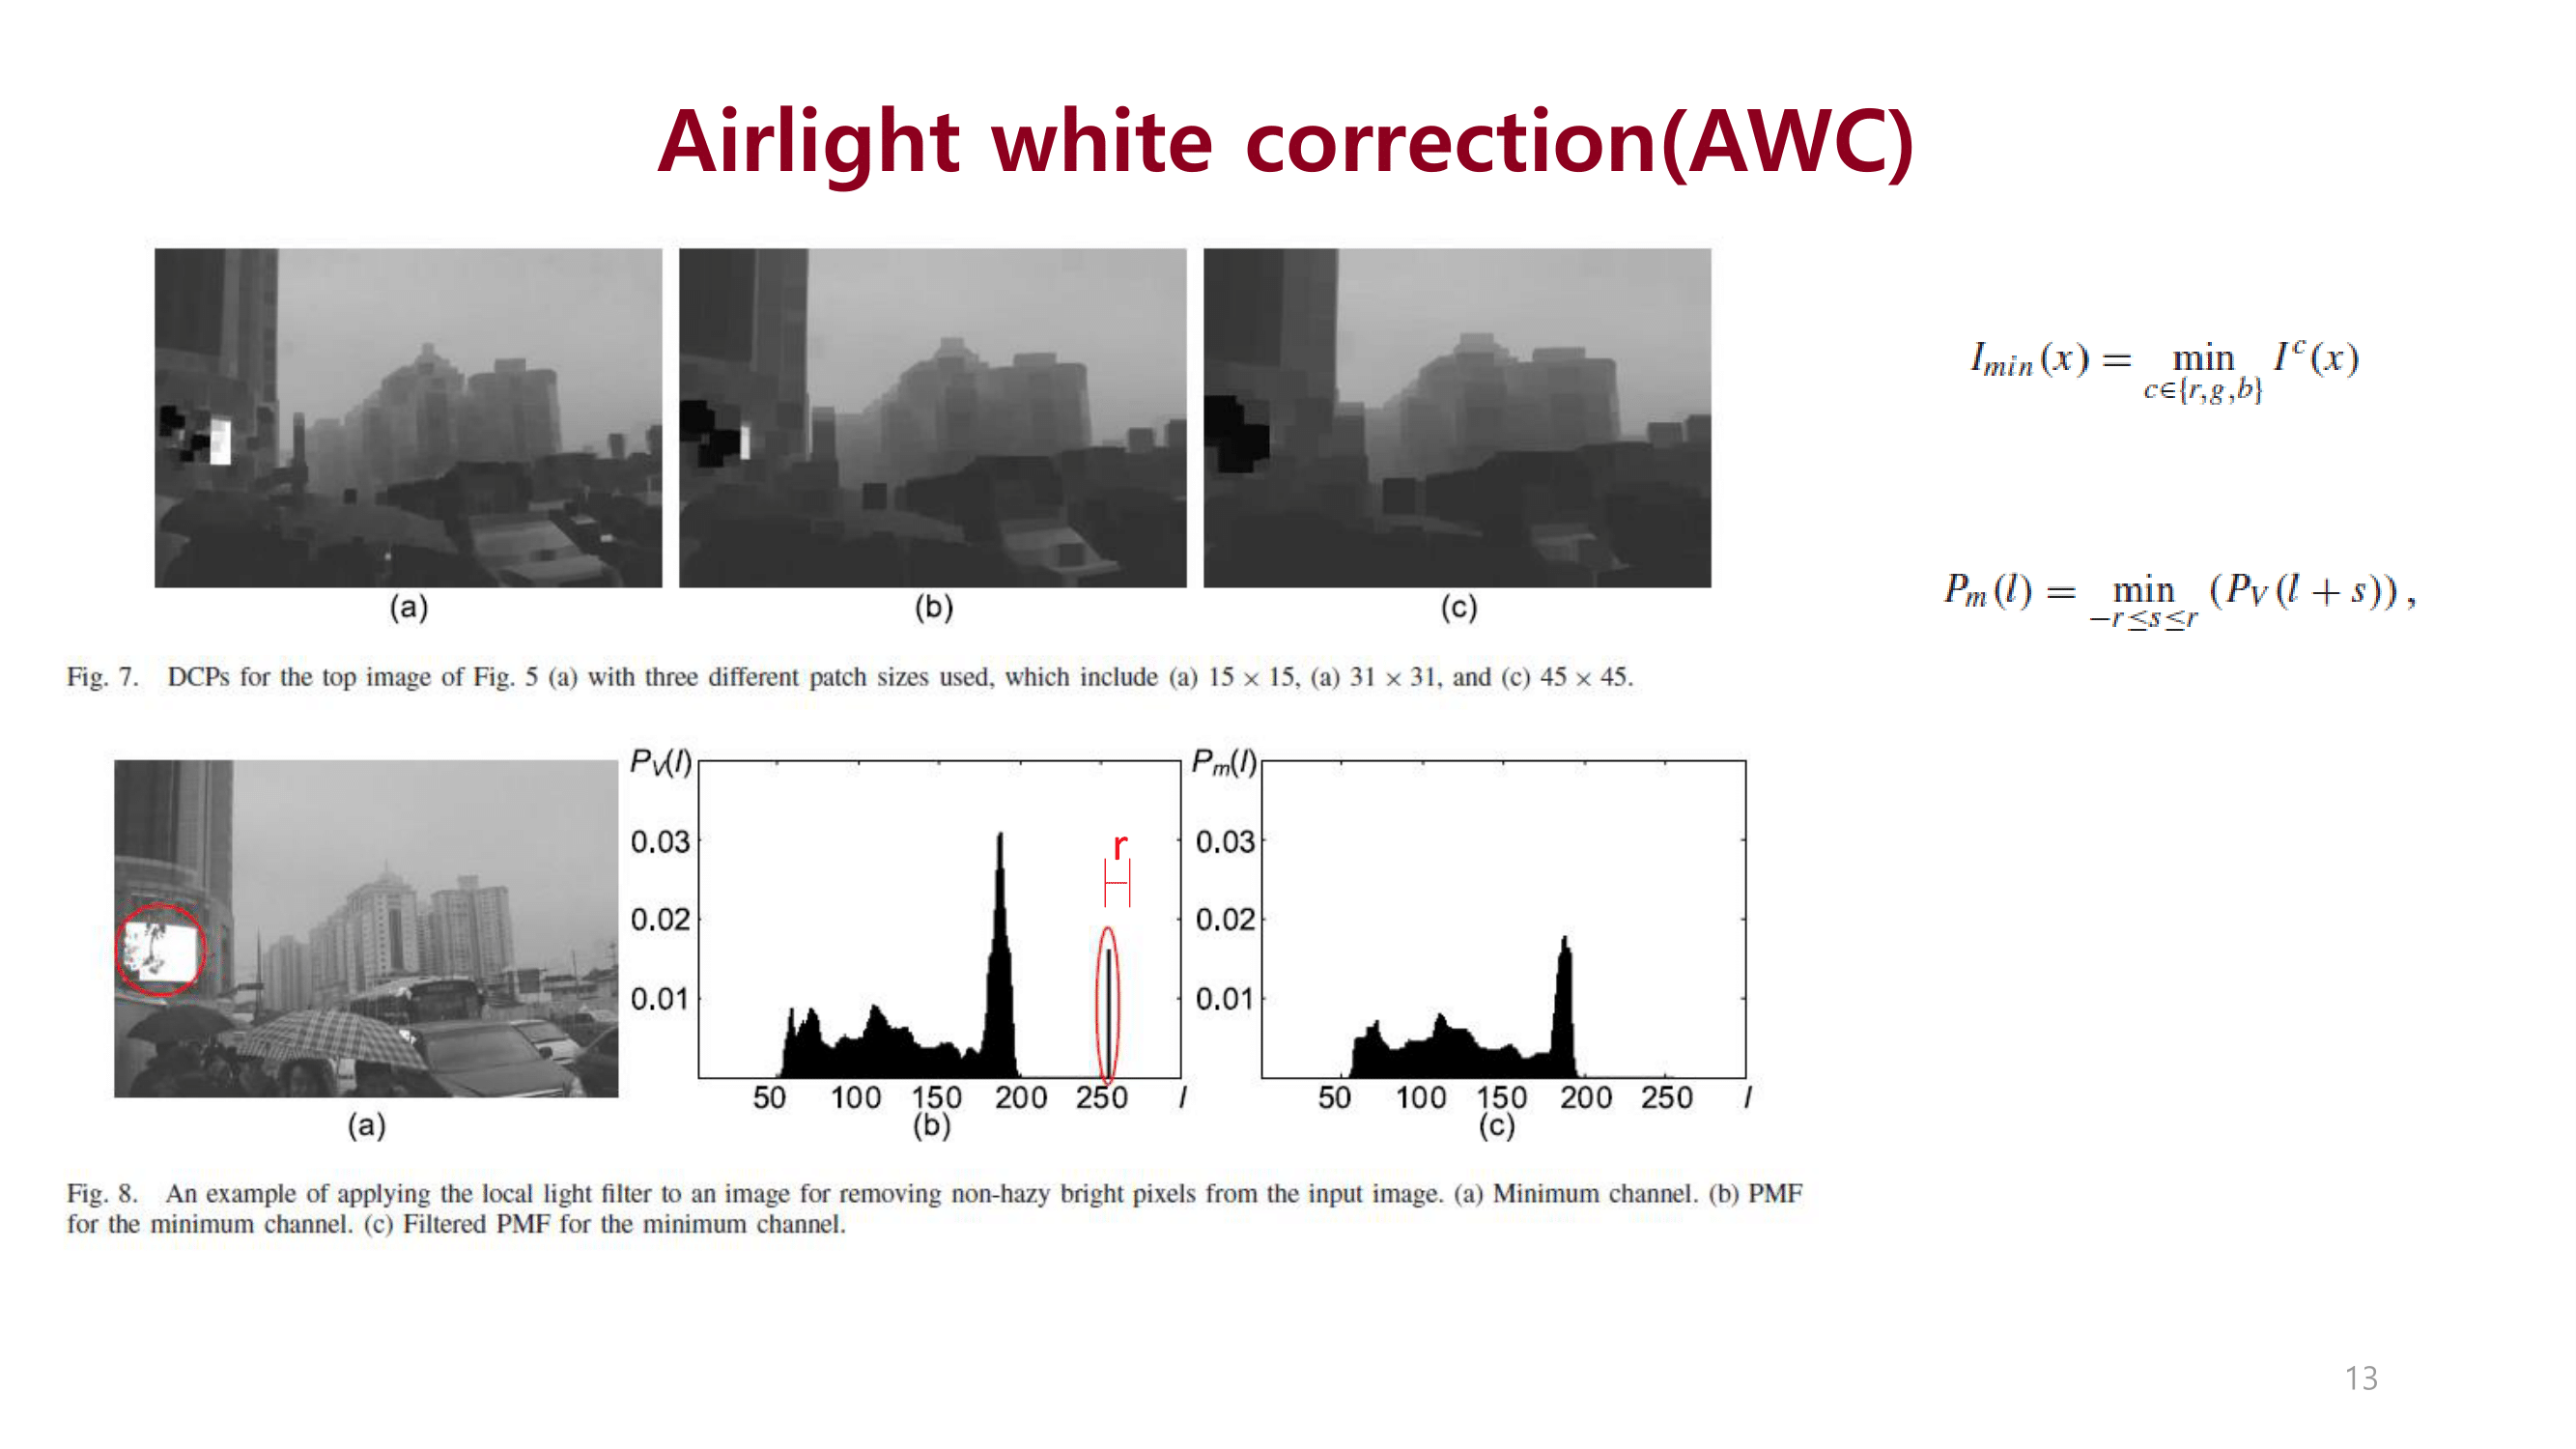 Airlight white correction(AWC)
(a) (b) (c)
I_{min}(x) = min_{c∈{r,g,b}} I^c(x)
P_m(l) = min_{−r≤s≤r} (P_V(l + s)),
Fig. 7. DCPs for the top image of Fig. 5 (a) with three different patch sizes used, which include (a) 15 × 15, (a) 31 × 31, and (c) 45 × 45.
P_V(l)
0.03
0.02
0.01
r
50 100 150 200 250 l
P_m(l)
0.03
0.02
0.01
50 100 150 200 250 l
(a) (b) (c)
Fig. 8. An example of applying the local light filter to an image for removing non-hazy bright pixels from the input image. (a) Minimum channel. (b) PMF
for the minimum channel. (c) Filtered PMF for the minimum channel.
13